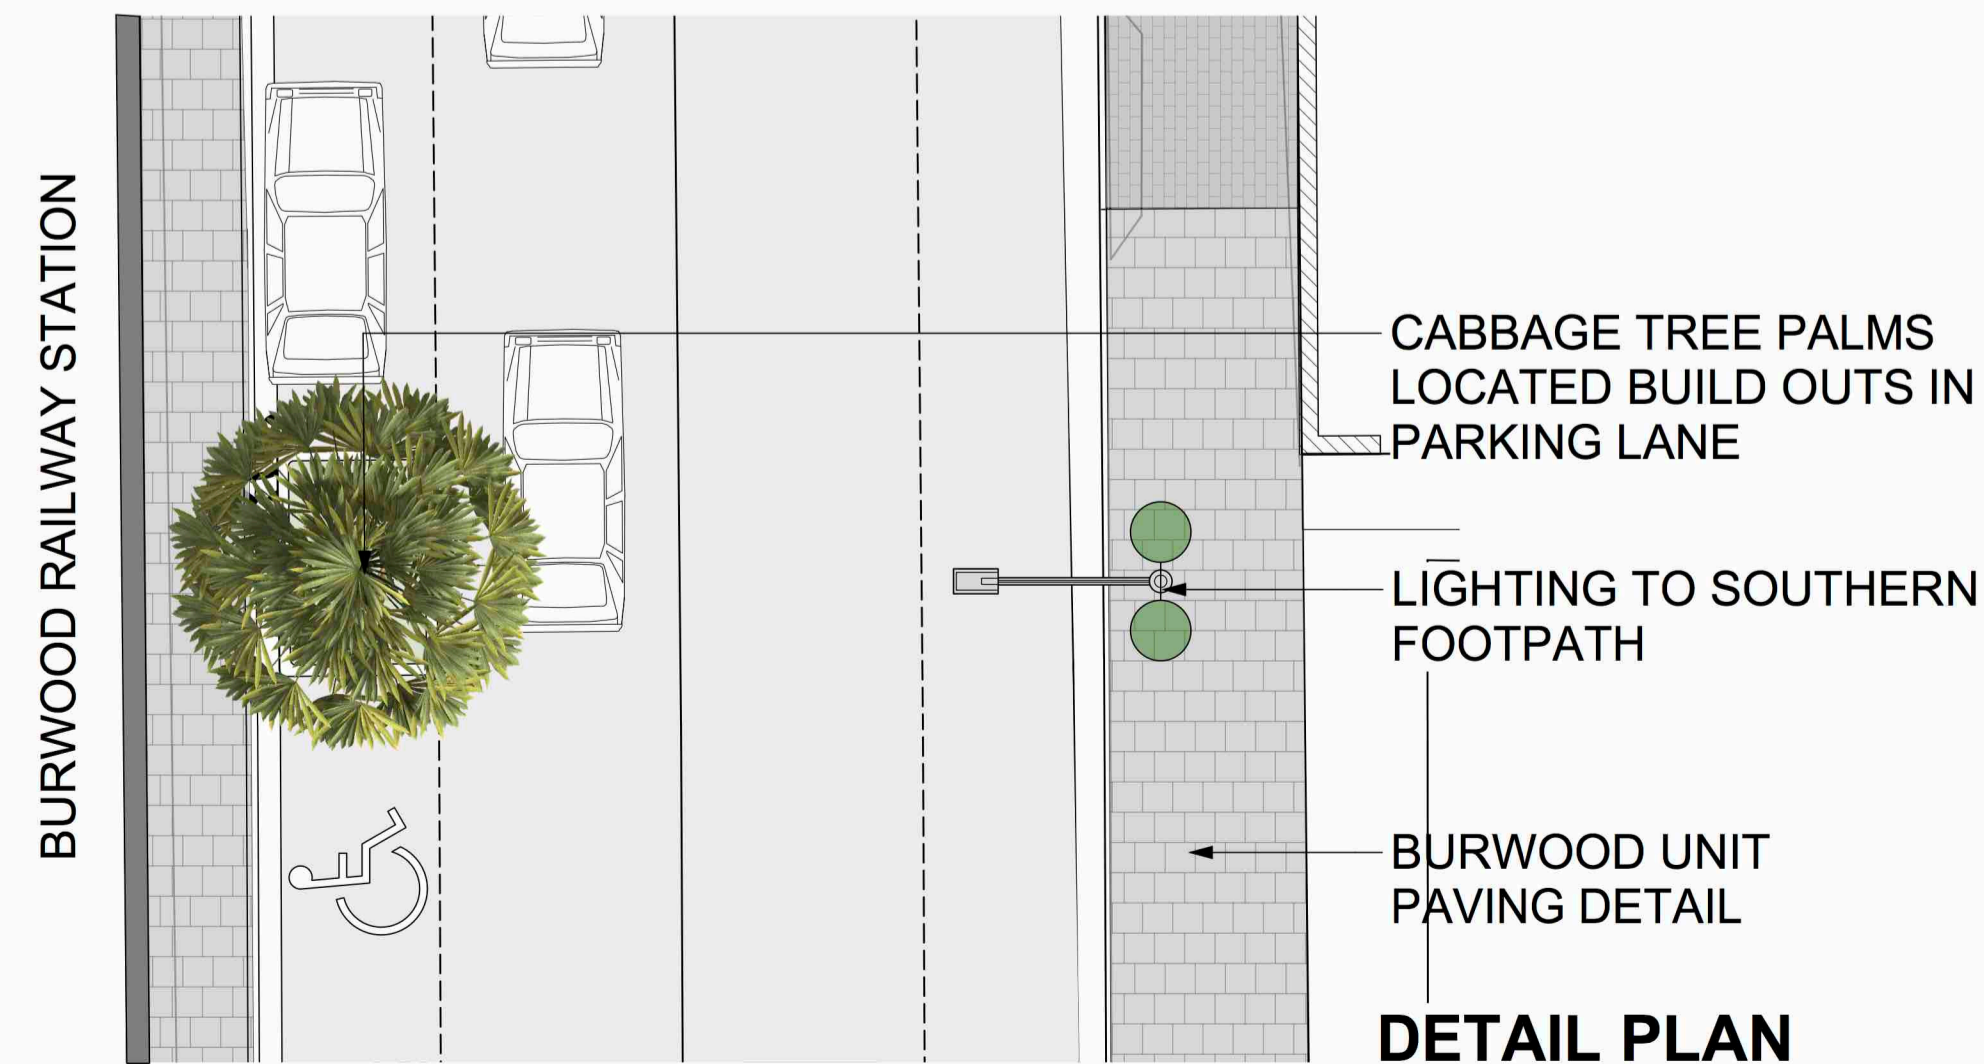 BURWOOD RAILWAY STATION
CABBAGE TREE PALMS
LOCATED BUILD OUTS IN
PARKING LANE
LIGHTING TO SOUTHERN
FOOTPATH
BURWOOD UNIT
PAVING DETAIL
DETAIL PLAN